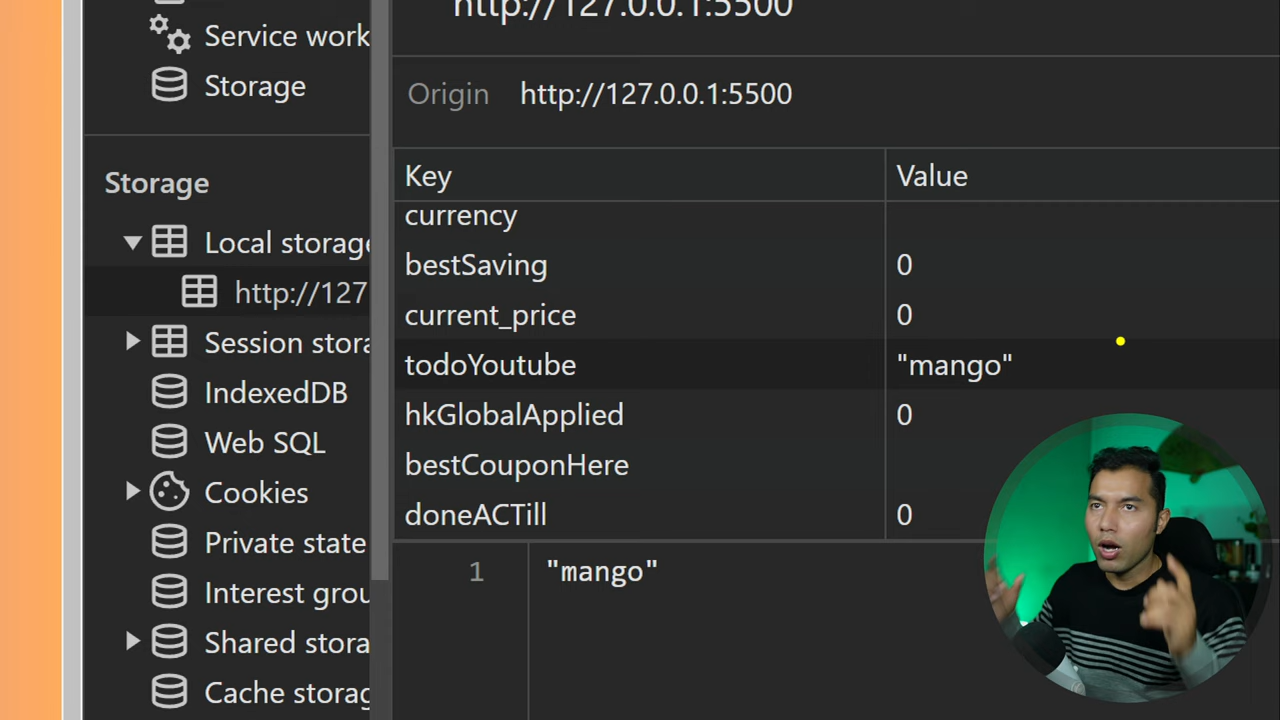 http://127.0.0.1:5500
Service work
Storage
Origin http://127.0.0.1:5500
Storage
Local storage
http://127
Session stora
IndexedDB
Web SQL
Cookies
Private state
Interest grou
Shared stora
Cache storag
Key Value
currency
bestSaving 0
current_price 0
todoYoutube "mango"
hkGlobalApplied 0
bestCouponHere
doneACTill 0
1 "mango"